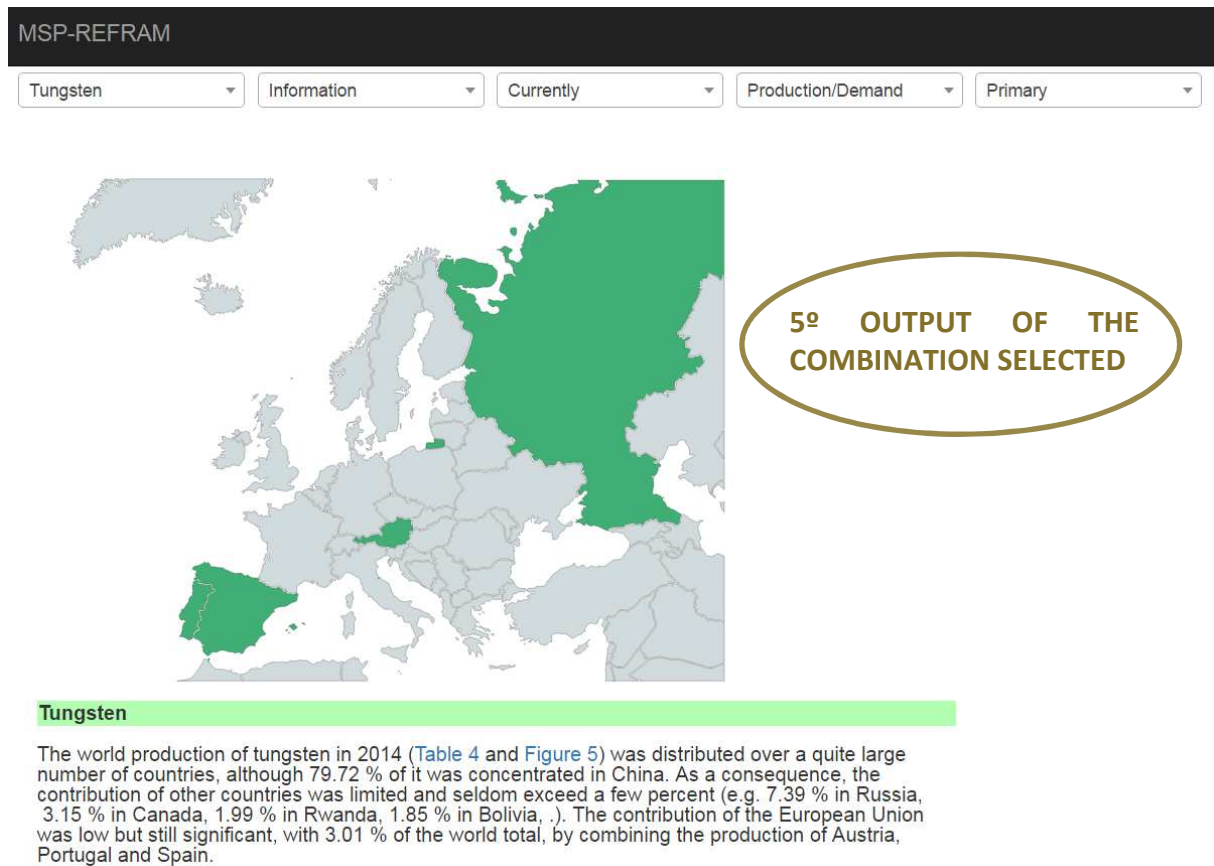 MSP-REFRAM
Tungsten Information Currently Production/Demand Primary
5º OUTPUT OF THE
COMBINATION SELECTED
Tungsten
The world production of tungsten in 2014 (Table 4 and Figure 5) was distributed over a quite large
number of countries, although 79.72 % of it was concentrated in China. As a consequence, the
contribution of other countries was limited and seldom exceed a few percent (e.g. 7.39 % in Russia,
3.15 % in Canada, 1.99 % in Rwanda, 1.85 % in Bolivia, .). The contribution of the European Union
was low but still significant, with 3.01 % of the world total, by combining the production of Austria,
Portugal and Spain.